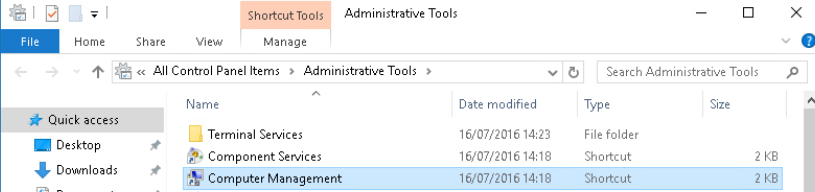 Shortcut Tools Administrative Tools
File Home Share View Manage
« All Control Panel Items > Administrative Tools > Search Administrative Tools
Name Date modified Type Size
Quick access
Terminal Services 16/07/2016 14:23 File folder
Desktop
Component Services 16/07/2016 14:18 Shortcut 2 KB
Downloads
Computer Management 16/07/2016 14:18 Shortcut 2 KB